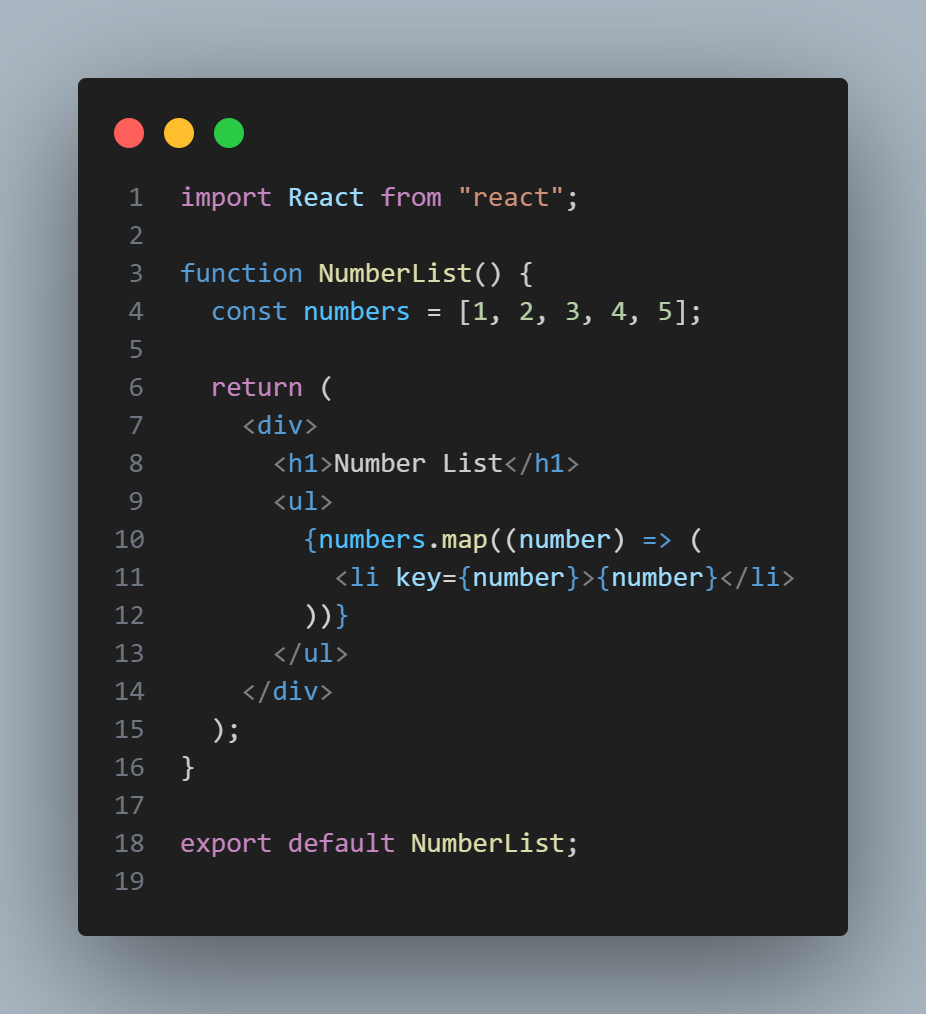 1 import React from "react";
2
3 function NumberList() {
4   const numbers = [1, 2, 3, 4, 5];
5
6   return (
7     <div>
8       <h1>Number List</h1>
9       <ul>
10         {numbers.map((number) => (
11           <li key={number}>{number}</li>
12         ))}
13       </ul>
14     </div>
15   );
16 }
17
18 export default NumberList;
19